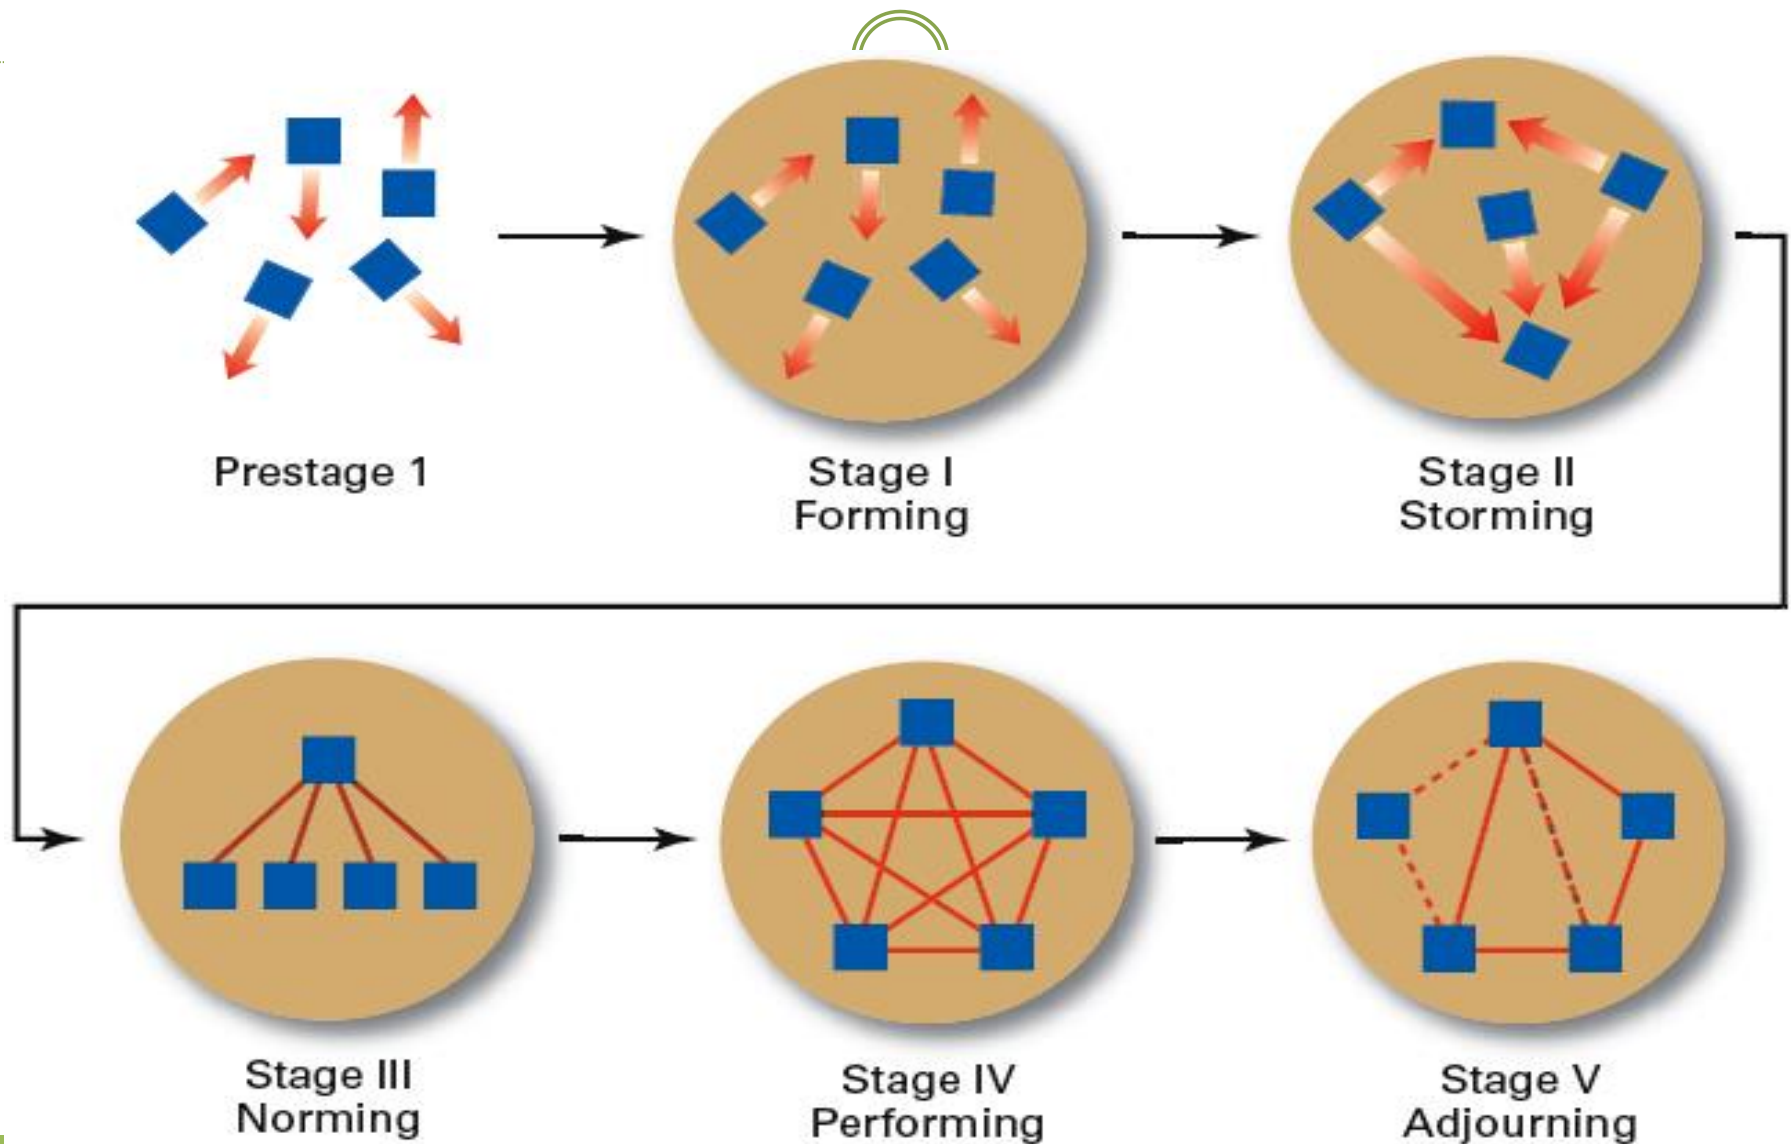 Prestage 1
Stage I
Forming
Stage II
Storming
Stage III
Norming
Stage IV
Performing
Stage V
Adjourning